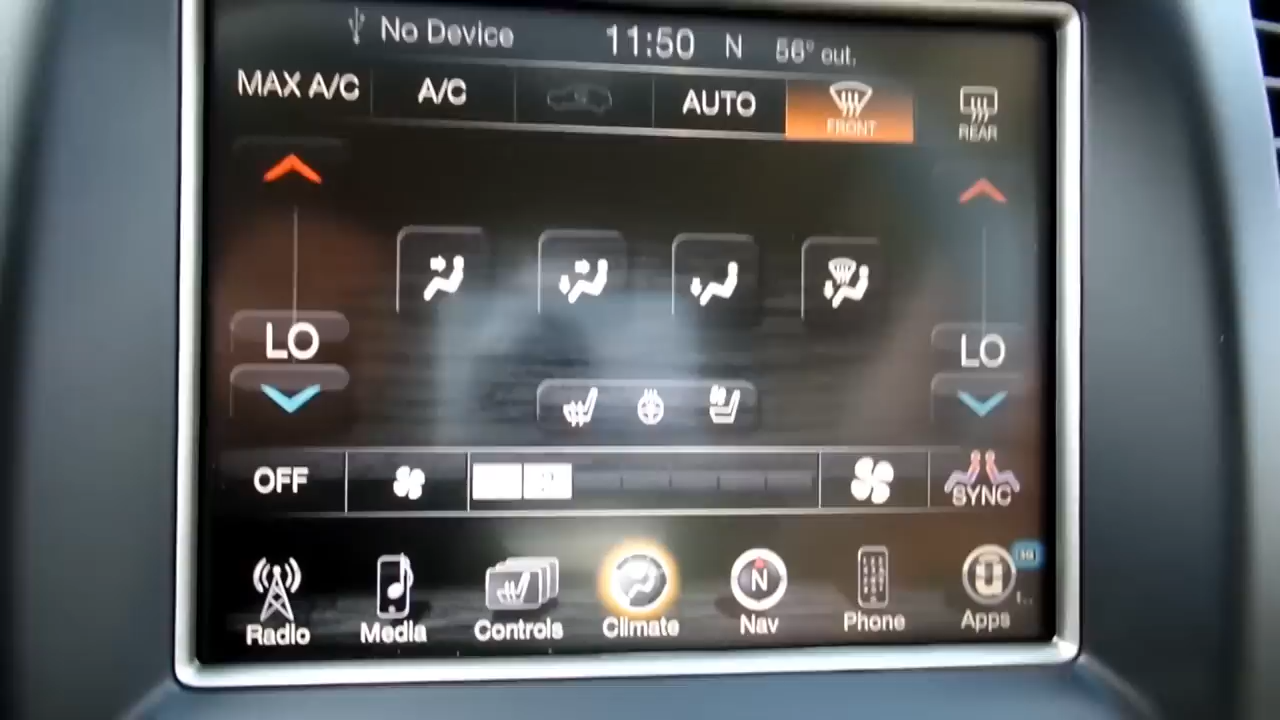 No Device 11:50 N 56° out.
MAX A/C A/C AUTO FRONT REAR
LO LO
OFF SYNC
Radio Media Controls Climate N Nav Phone Apps